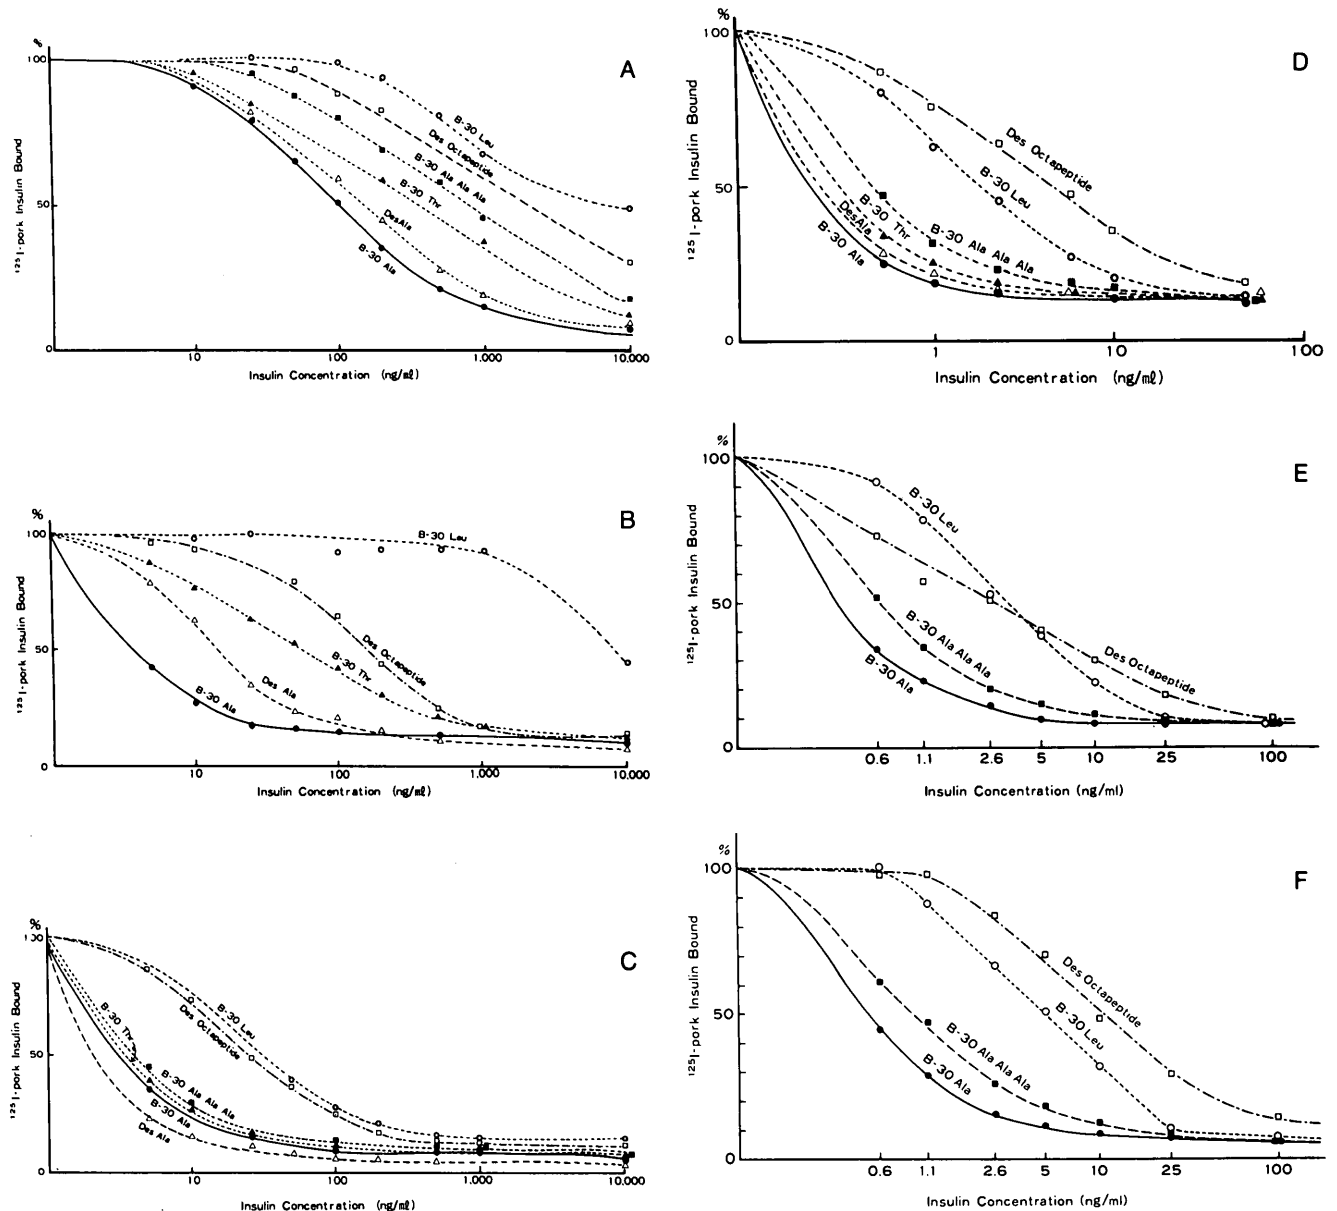 A
%
100
50
0
125I-pork Insulin Bound
B-30 Leu
Des Octapeptide
B-30 Ala Ala Ala
B-30 Thr
DesAla
B-30 Ala
10
100
1.000
10.000
Insulin Concentration (ng/mℓ)
B
%
100
50
0
125I-pork Insulin Bound
B-30 Leu
Des Octapeptide
B-30 Thr
Des Ala
B-30 Ala
10
100
1.000
10.000
Insulin Concentration (ng/mℓ)
C
%
100
50
0
125I-pork Insulin Bound
B-30 Leu
Des Octapeptide
B-30 Thr
B-30 Ala Ala Ala
B-30 Ala
Des Ala
10
100
1.000
10.000
Insulin Concentration (ng/mℓ)
D
%
100
50
0
125I-pork Insulin Bound
Des Octapeptide
B-30 Leu
B-30 Thr
B-30 Ala Ala Ala
DesAla
B-30 Ala
1
10
100
Insulin Concentration (ng/mℓ)
E
%
100
50
0
125I-pork Insulin Bound
B-30 Leu
B-30 Ala Ala Ala
B-30 Ala
Des Octapeptide
0.6
1.1
2.6
5
10
25
100
Insulin Concentration (ng/ml)
F
%
100
50
0
125I-pork Insulin Bound
Des Octapeptide
B-30 Leu
B-30 Ala Ala Ala
B-30 Ala
0.6
1.1
2.6
5
10
25
100
Insulin Concentration (ng/ml)